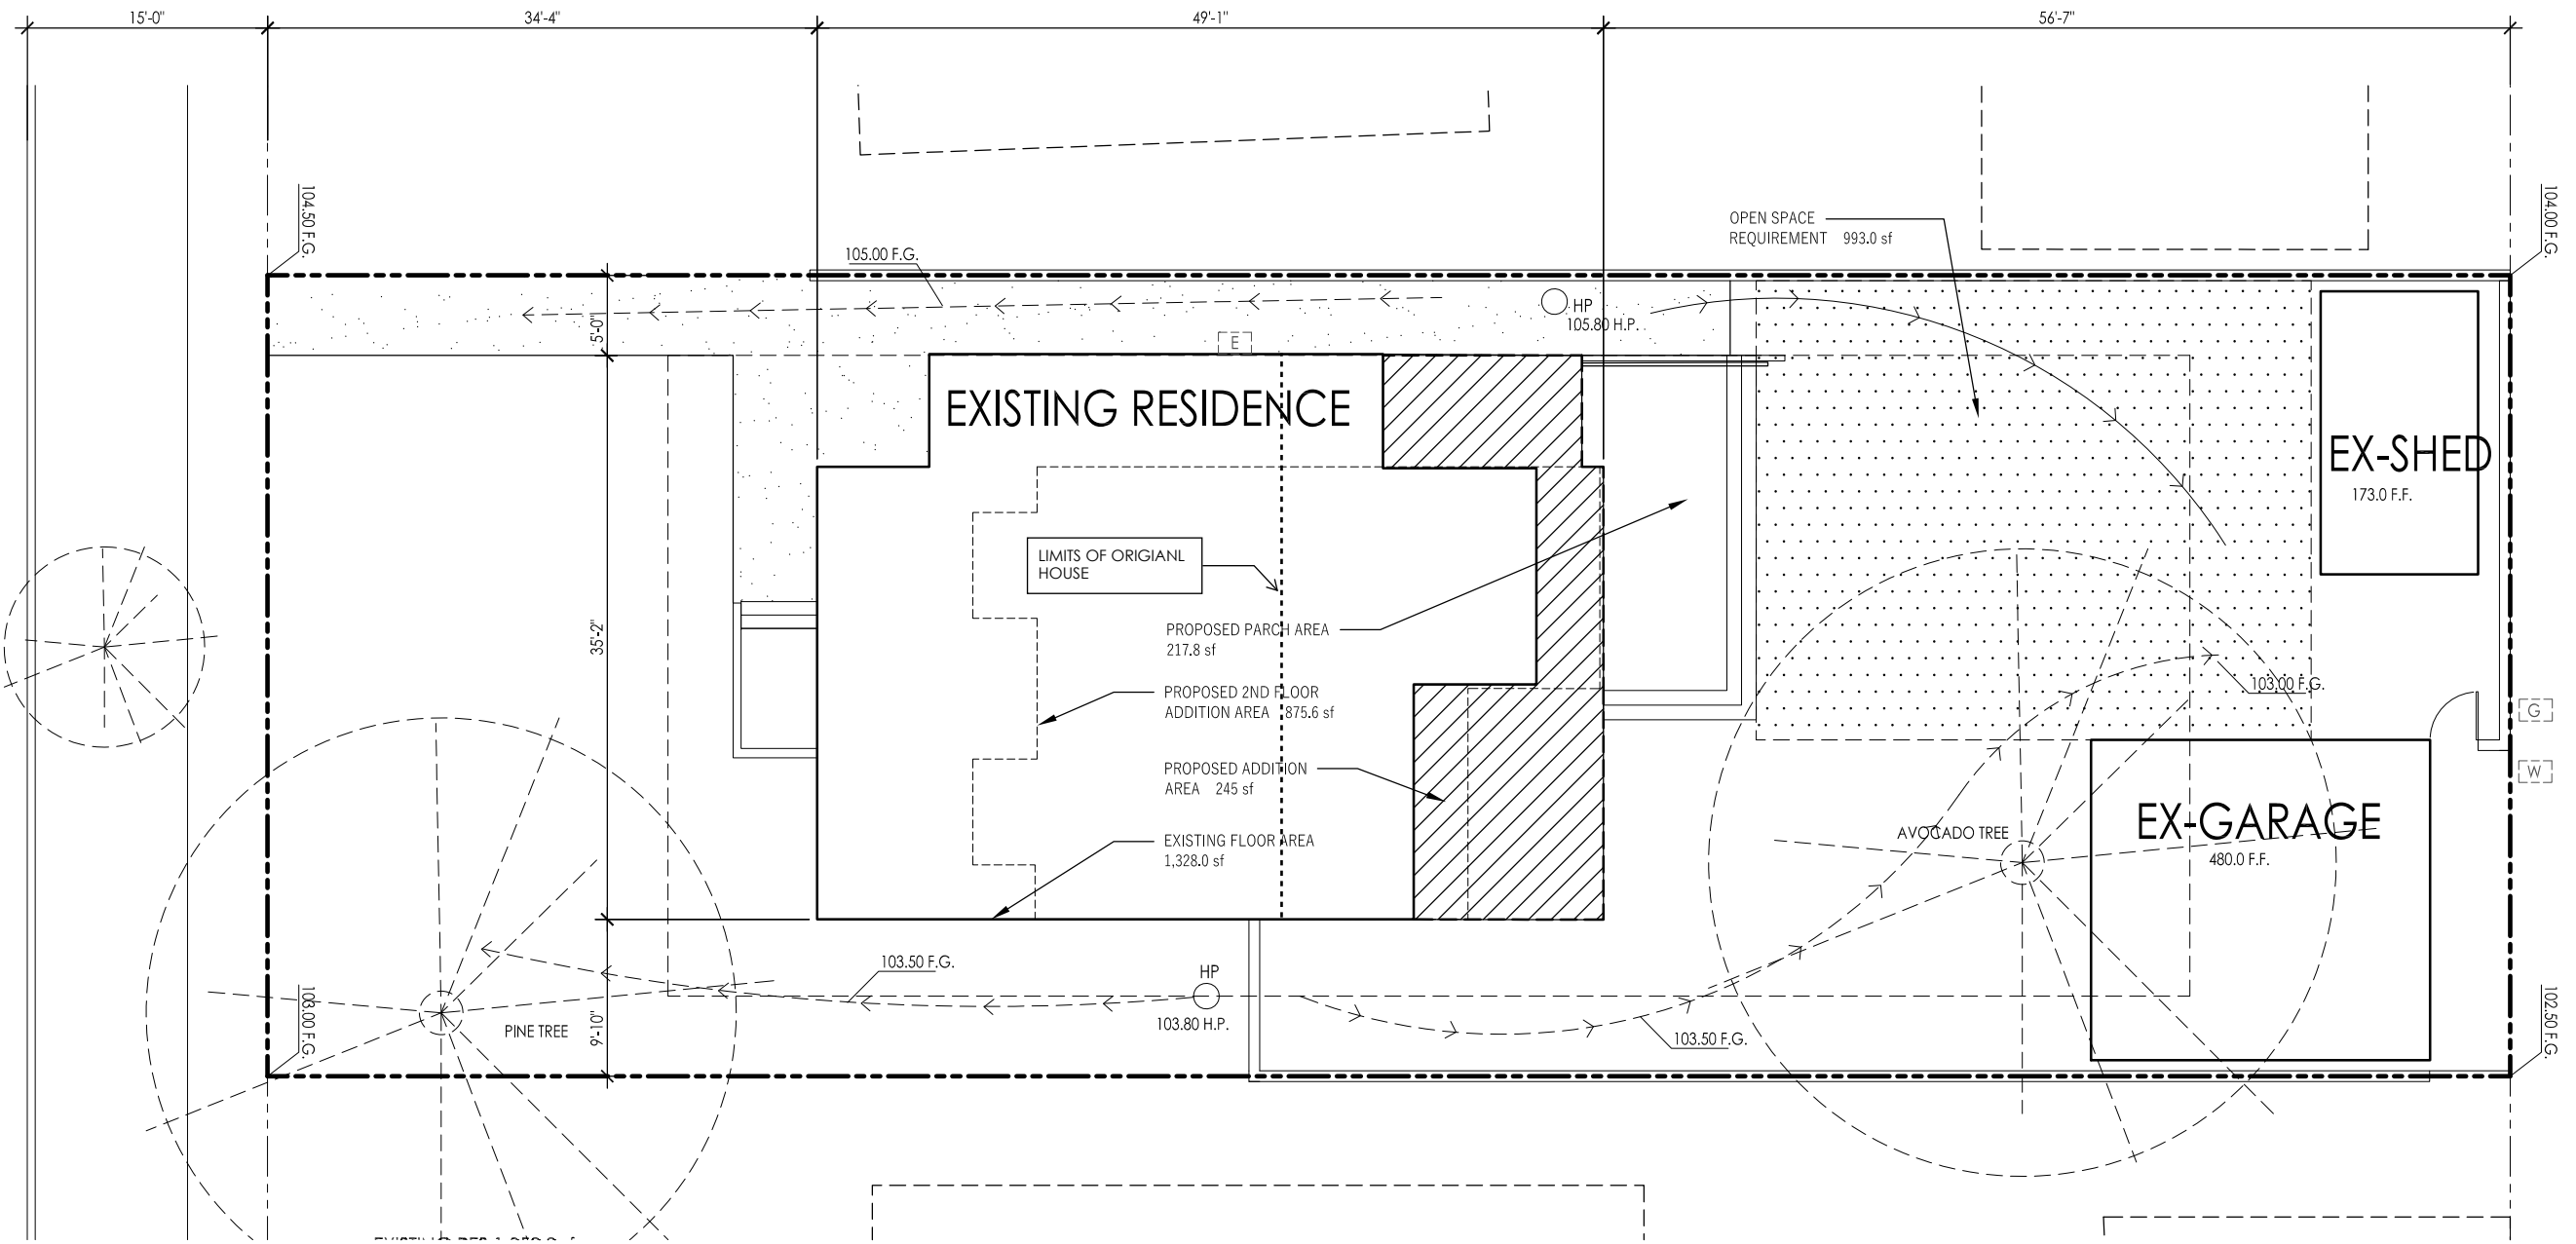 15'-0"
34'-4"
49'-1"
56'-7"
104.50 F.G.
104.00 F.G.
OPEN SPACE
REQUIREMENT 993.0 sf
105.00 F.G.
HP
105.80 H.P.
5'-0"
E
EXISTING RESIDENCE
EX-SHED
173.0 F.F.
LIMITS OF ORIGIANL
HOUSE
PROPOSED PARCH AREA
217.8 sf
35'-2"
PROPOSED 2ND FLOOR
ADDITION AREA 875.6 sf
103.00 F.G.
G
W
PROPOSED ADDITION
AREA 245 sf
EX-GARAGE
480.0 F.F.
AVOCADO TREE
EXISTING FLOOR AREA
1,328.0 sf
103.50 F.G.
HP
103.80 H.P.
103.00 F.G.
PINE TREE
9'-10"
103.50 F.G.
102.50 F.G.